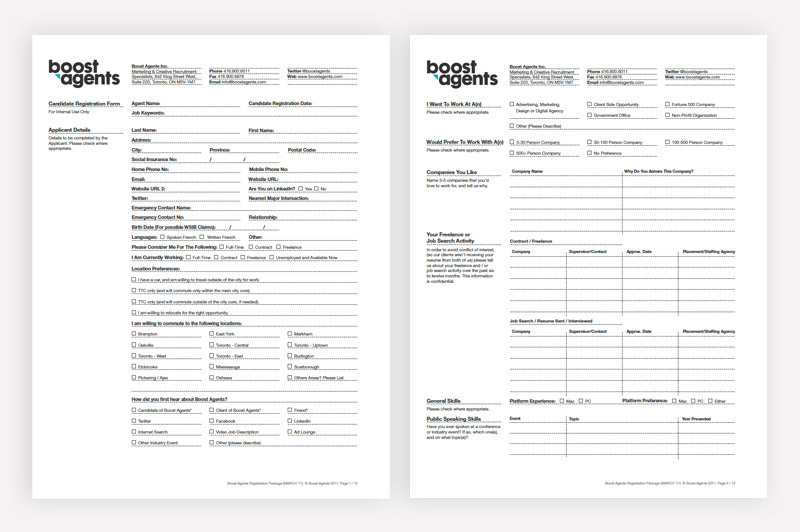 boost
agents
Boost Agents Inc.
Marketing & Creative Recruitment
Specialists, 642 King Street West,
Suite 200, Toronto, ON M5V-1M7
Phone 416.900.6011
Fax 416.900.6876
Email info@boostagents.com
Twitter @boostagents
Web www.boostagents.com
Candidate Registration Form
For Internal Use Only
Agent Name:
Candidate Registration Date:
Job Keywords:
Applicant Details
Details to be completed by the
Applicant. Please check where
appropriate.
Last Name:
First Name:
Address:
City:
Province:
Postal Code:
Social Insurance No: / /
Home Phone No:
Mobile Phone No:
Email:
Website URL:
Website URL 2:
Are You on LinkedIn? Yes No
Twitter:
Nearest Major Intersection:
Emergency Contact Name:
Emergency Contact No:
Relationship:
Birth Date (For possible WSIB Claims): / /
Languages: Spoken French Written French Other:
Please Consider Me For The Following: Full-Time Contract Freelance
I Am Currently Working: Full-Time Contract Freelance Unemployed and Available Now
Location Preferences:
I have a car, and am willing to travel outside of the city for work.
TTC only (and will commute only within the main city core).
TTC only (and will commute outside of the city core, if needed).
I am willing to relocate for the right opportunity.
I am willing to commute to the following locations:
Brampton East York Markham
Oakville Toronto - Central Toronto - Uptown
Toronto - West Toronto - East Burlington
Etobicoke Mississauga Scarborough
Pickering / Ajax Oshawa Others Areas? Please List:
How did you first hear about Boost Agents?
Candidate of Boost Agents* Client of Boost Agents* Friend*
Twitter Facebook LinkedIn
Internet Search Video Job Description Ad Lounge
Other Industry Event Other (please describe)
Boost Agents Registration Package (MARCH '11) © Boost Agents 2011. Page 1 / 13
boost
agents
Boost Agents Inc.
Marketing & Creative Recruitment
Specialists, 642 King Street West,
Suite 200, Toronto, ON M5V-1M7
Phone 416.900.6011
Fax 416.900.6876
Email info@boostagents.com
Twitter @boostagents
Web www.boostagents.com
I Want To Work At A(n)
Please check where appropriate.
Advertising, Marketing,
Design or Digital Agency
Client Side Opportunity
Fortune 500 Company
Government Office
Non-Profit Organization
Other (Please Describe)
Would Prefer To Work With A(n)
Please check where appropriate.
5-30 Person Company 30-100 Person Company 100-500 Person Company
500+ Person Company No Preference
Companies You Like
Name 3-5 companies that you'd
love to work for, and tell us why.
Company Name Why Do You Admire This Company?
Your Freelance or
Job Search Activity
In order to avoid conflict of interest,
(so our clients aren't receiving your
resume from both of us) please tell
us about your freelance and / or
job search activity over the past six
to twelve months. This information
is confidential.
Contract / Freelance
Company Supervisor/Contact Approx. Date Placement/Staffing Agency
Job Search / Resume Sent / Interviewed
Company Supervisor/Contact Approx. Date Placement/Staffing Agency
General Skills
Please check where appropriate.
Platform Experience: Mac PC Platform Preference: Mac PC Either
Public Speaking Skills
Have you ever spoken at a conference
or industry event? If so, which one(s),
and on what topic(s)?
Event Topic Year Presented
Boost Agents Registration Package (MARCH '11) © Boost Agents 2011. Page 2 / 13